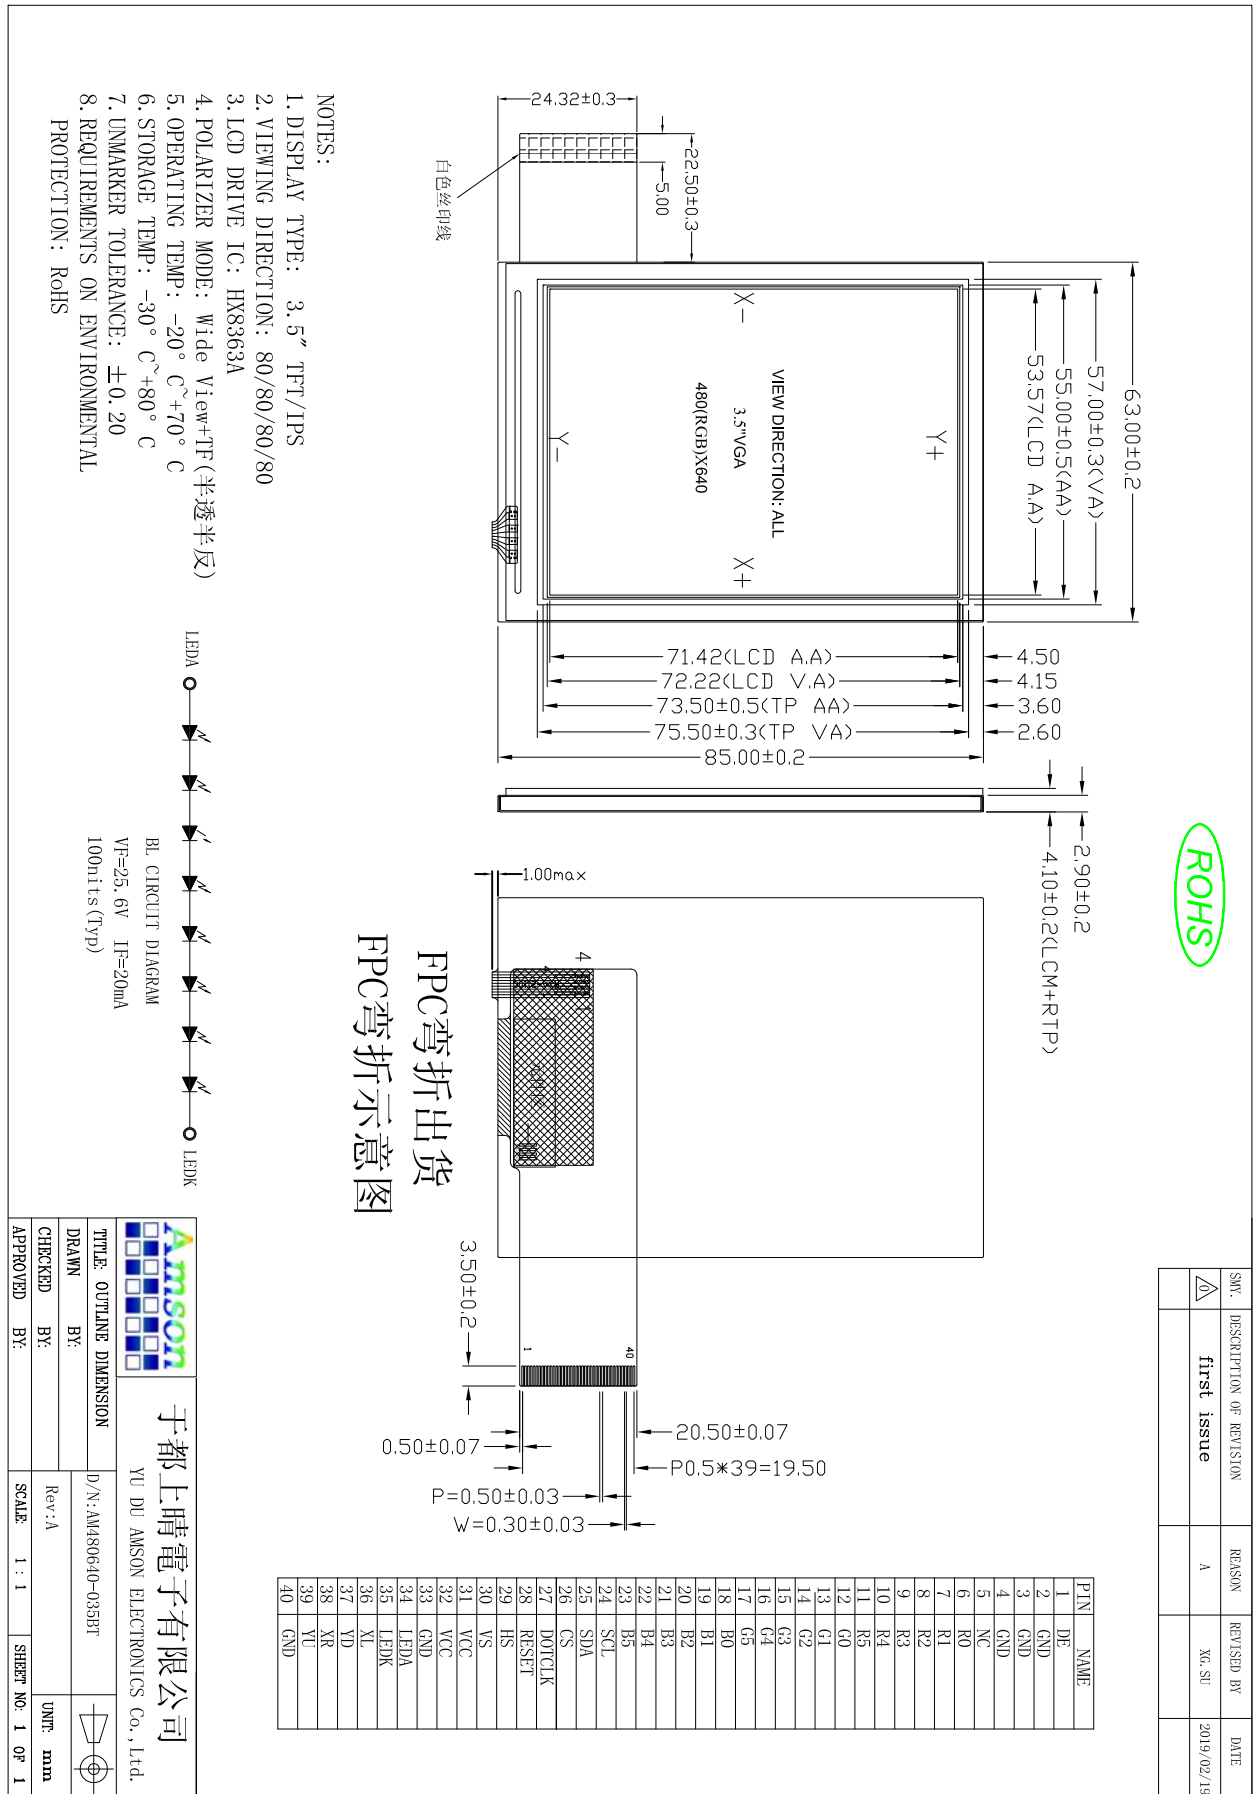 SMY. DESCRIPTION OF REVISION REASON REVISED BY DATE
0 first issue A XG.SU 2019/02/19
ROHS
63.00±0.2
57.00±0.3(VA)
55.00±0.5(AA)
53.57(LCD A.A)
24.32±0.3
22.50±0.3
5.00
白色丝印线
Y+
X-
X+
Y-
VIEW DIRECTION: ALL
3.5"VGA
480(RGB)X640
4.50
4.15
3.60
2.60
71.42(LCD A.A)
72.22(LCD V.A)
73.50±0.5(TP AA)
75.50±0.3(TP VA)
85.00±0.2
2.90±0.2
4.10±0.2(LCM+RTP)
1.00max
4
1
FPC弯折出货
FPC弯折示意图
3.50±0.2
1
40
20.50±0.07
0.50±0.07
P0.5*39=19.50
P=0.50±0.03
W=0.30±0.03
PIN NAME
1 DE
2 GND
3 GND
4 GND
5 NC
6 R0
7 R1
8 R2
9 R3
10 R4
11 R5
12 G0
13 G1
14 G2
15 G3
16 G4
17 G5
18 B0
19 B1
20 B2
21 B3
22 B4
23 B5
24 SCL
25 SDA
26 CS
27 DOTCLK
28 RESET
29 HS
30 VS
31 VCC
32 VCC
33 GND
34 LEDA
35 LEDK
36 XL
37 YD
38 XR
39 YU
40 GND
NOTES:
1. DISPLAY TYPE: 3.5″ TFT/IPS
2. VIEWING DIRECTION: 80/80/80/80
3. LCD DRIVE IC: HX8363A
4. POLARIZER MODE: Wide View+TF(半透半反)
5. OPERATING TEMP: -20° C~+70° C
6. STORAGE TEMP: -30° C~+80° C
7. UNMARKER TOLERANCE: ±0.20
8. REQUIREMENTS ON ENVIRONMENTAL
PROTECTION: RoHS
LEDA
LEDK
BL CIRCUIT DIAGRAM
VF=25.6V IF=20mA
100nits(Typ)
Amson
于都上晴電子有限公司
YU DU AMSON ELECTRONICS Co.,Ltd.
TITLE: OUTLINE DIMENSION
D/N:AM480640-035BT
DRAWN BY:
Rev:A
CHECKED BY:
UNIT: mm
APPROVED BY:
SCALE: 1 : 1
SHEET NO: 1 OF 1